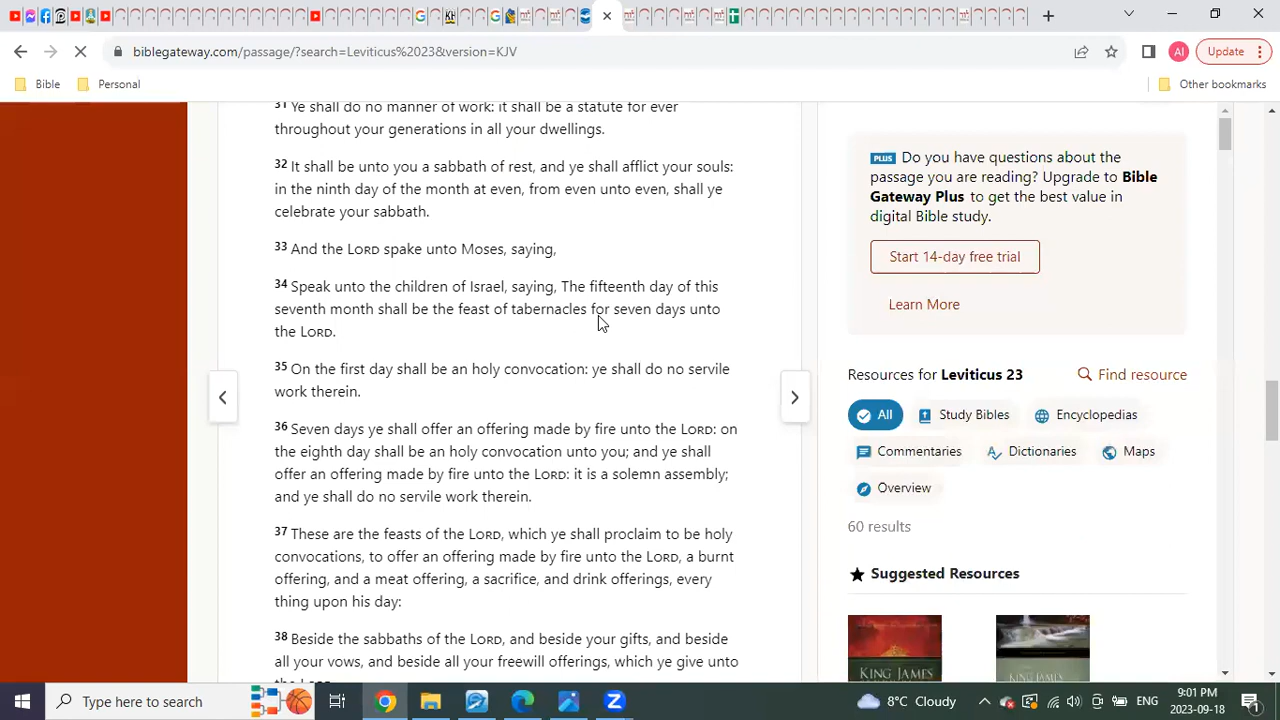 biblegateway.com/passage/?search=Leviticus%2023&version=KJV
AI
Update
Bible
Personal
Other bookmarks
31 Ye shall do no manner of work: it shall be a statute for ever
throughout your generations in all your dwellings.
32 It shall be unto you a sabbath of rest, and ye shall afflict your souls:
in the ninth day of the month at even, from even unto even, shall ye
celebrate your sabbath.
33 And the LORD spake unto Moses, saying,
34 Speak unto the children of Israel, saying, The fifteenth day of this
seventh month shall be the feast of tabernacles for seven days unto
the LORD.
35 On the first day shall be an holy convocation: ye shall do no servile
work therein.
36 Seven days ye shall offer an offering made by fire unto the LORD: on
the eighth day shall be an holy convocation unto you; and ye shall
offer an offering made by fire unto the LORD: it is a solemn assembly;
and ye shall do no servile work therein.
37 These are the feasts of the LORD, which ye shall proclaim to be holy
convocations, to offer an offering made by fire unto the LORD, a burnt
offering, and a meat offering, a sacrifice, and drink offerings, every
thing upon his day:
38 Beside the sabbaths of the LORD, and beside your gifts, and beside
all your vows, and beside all your freewill offerings, which ye give unto
PLUS Do you have questions about the
passage you are reading? Upgrade to Bible
Gateway Plus to get the best value in
digital Bible study.
Start 14-day free trial
Learn More
Resources for Leviticus 23
Find resource
All
Study Bibles
Encyclopedias
Commentaries
Dictionaries
Maps
Overview
60 results
Suggested Resources
KING JAMES
KING JAMES
Type here to search
8°C Cloudy
ENG
9:01 PM
2023-09-18
1